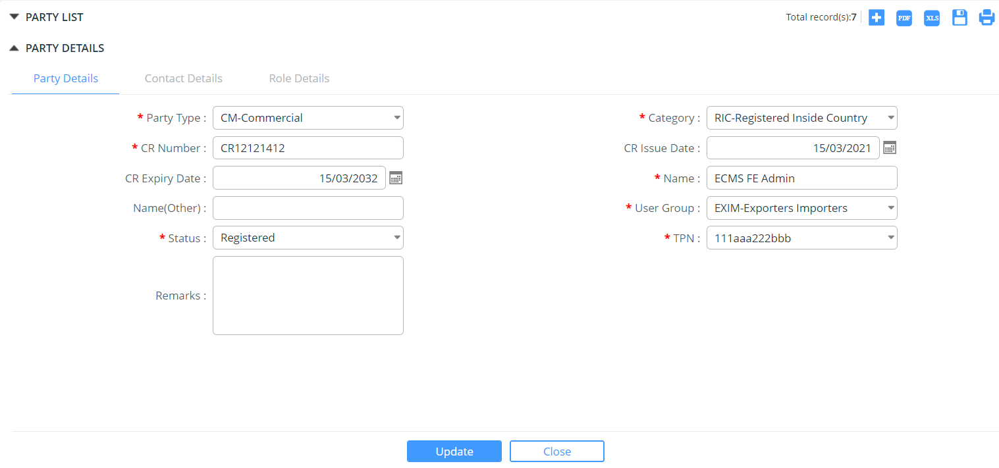 PARTY LIST Total record(s):7 PDF XLS
PARTY DETAILS
Party Details Contact Details Role Details
* Party Type : CM-Commercial * Category : RIC-Registered Inside Country
* CR Number : CR12121412 CR Issue Date : 15/03/2021
CR Expiry Date : 15/03/2032 * Name : ECMS FE Admin
Name(Other) : * User Group : EXIM-Exporters Importers
* Status : Registered * TPN : 111aaa222bbb
Remarks :
Update Close